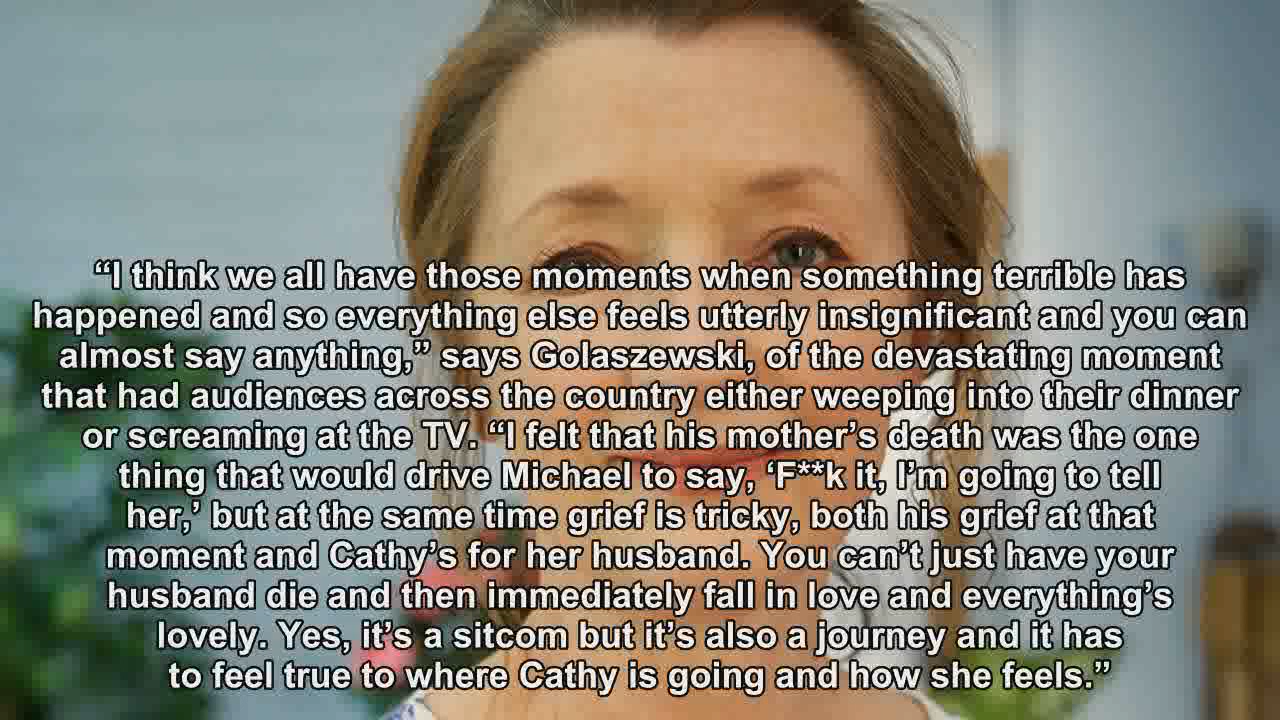 “I think we all have those moments when something terrible has
happened and so everything else feels utterly insignificant and you can
almost say anything,” says Golaszewski, of the devastating moment
that had audiences across the country either weeping into their dinner
or screaming at the TV. “I felt that his mother’s death was the one
thing that would drive Michael to say, ‘F**k it, I’m going to tell
her,’ but at the same time grief is tricky, both his grief at that
moment and Cathy’s for her husband. You can’t just have your
husband die and then immediately fall in love and everything’s
lovely. Yes, it’s a sitcom but it’s also a journey and it has
to feel true to where Cathy is going and how she feels.”